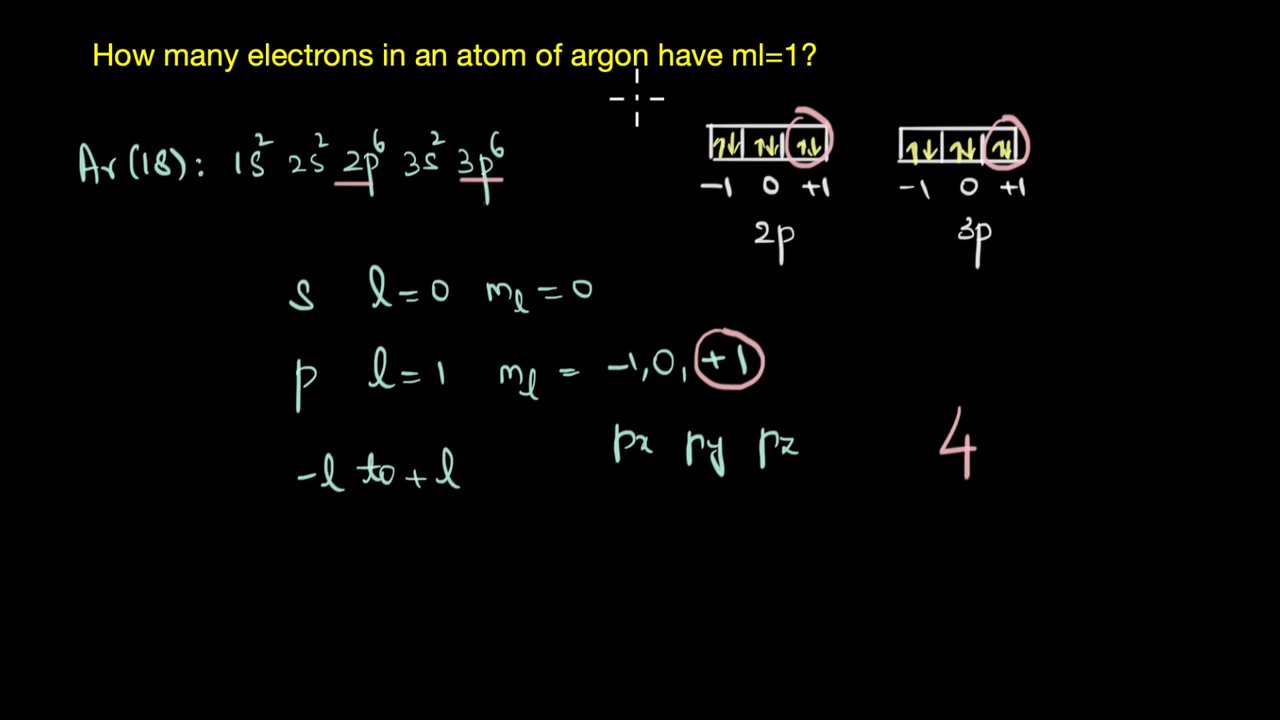 How many electrons in an atom of argon have ml=1?
Ar(18): 1s² 2s² 2p⁶ 3s² 3p⁶
↑↓ ↑↓ ↑↓
-1 0 +1
2p
↑↓ ↑↓ ↑↓
-1 0 +1
3p
s l=0 mₗ=0
p l=1 mₗ = -1,0,+1
px py pz
-l to +l
4